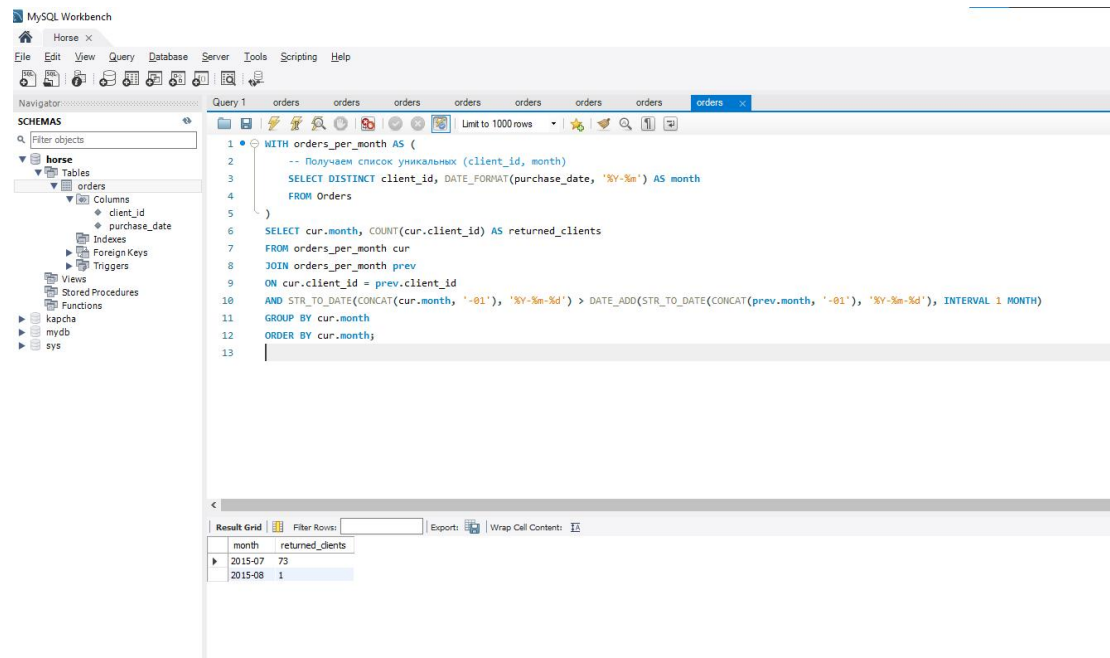 MySQL Workbench
Horse ×
File Edit View Query Database Server Tools Scripting Help
Navigator
Query 1 orders orders orders orders orders orders orders orders ×
SCHEMAS
Filter objects
horse
Tables
orders
Columns
client_id
purchase_date
Indexes
Foreign Keys
Triggers
Views
Stored Procedures
Functions
kapcha
mydb
sys
Limit to 1000 rows
1 WITH orders_per_month AS (
2 -- Получаем список уникальных (client_id, month)
3 SELECT DISTINCT client_id, DATE_FORMAT(purchase_date, '%Y-%m') AS month
4 FROM Orders
5 )
6 SELECT cur.month, COUNT(cur.client_id) AS returned_clients
7 FROM orders_per_month cur
8 JOIN orders_per_month prev
9 ON cur.client_id = prev.client_id
10 AND STR_TO_DATE(CONCAT(cur.month, '-01'), '%Y-%m-%d') > DATE_ADD(STR_TO_DATE(CONCAT(prev.month, '-01'), '%Y-%m-%d'), INTERVAL 1 MONTH)
11 GROUP BY cur.month
12 ORDER BY cur.month;
13
Result Grid Filter Rows: Export: Wrap Cell Content:
month returned_clients
2015-07 73
2015-08 1